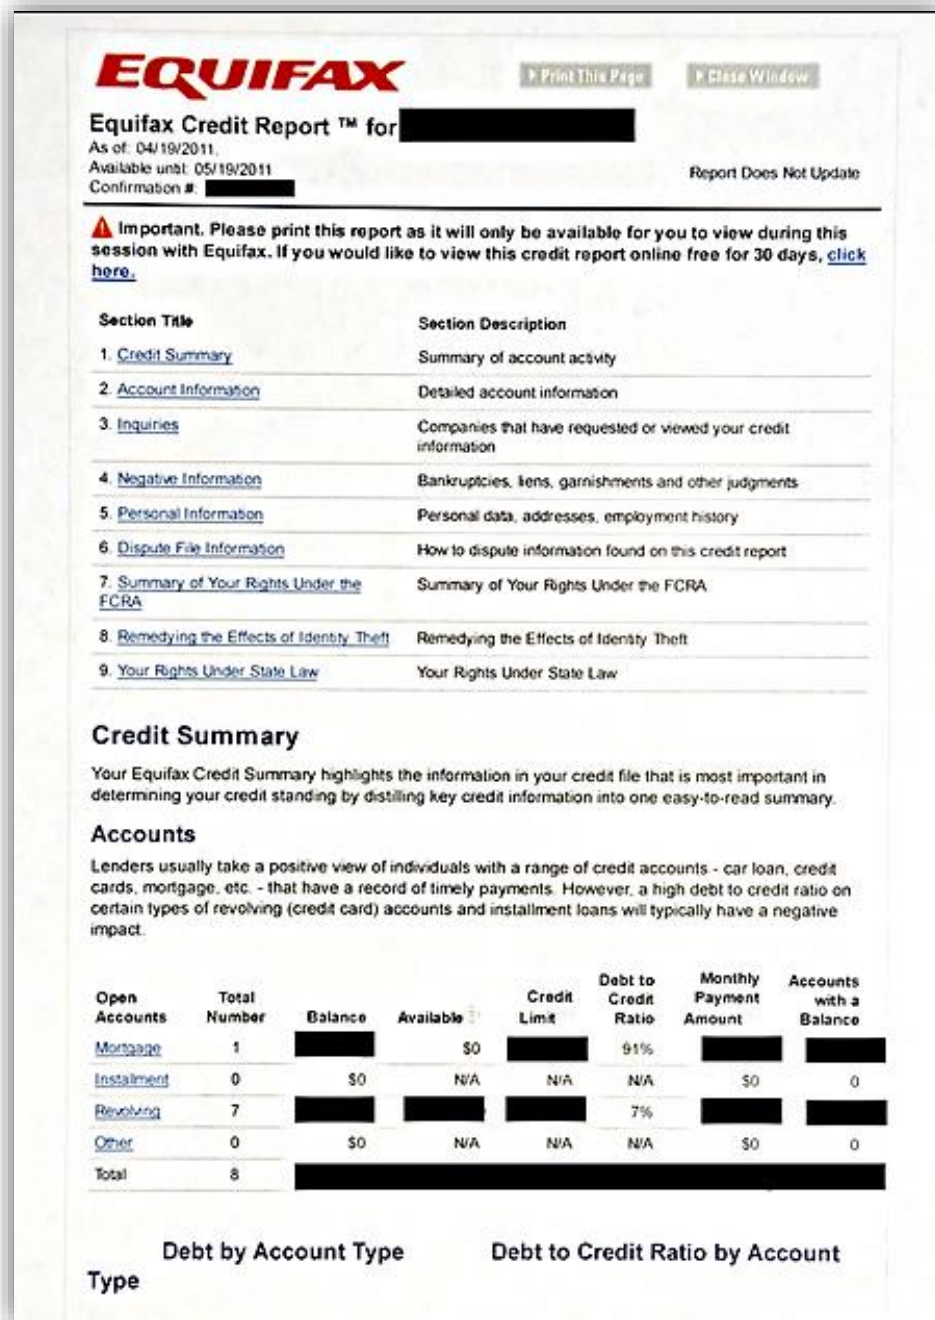 EQUIFAX
Print This Page
Close Window
Equifax Credit Report ™ for
As of: 04/19/2011,
Available until: 05/19/2011
Confirmation #:
Report Does Not Update
Important. Please print this report as it will only be available for you to view during this
session with Equifax. If you would like to view this credit report online free for 30 days, click
here.
Section Title Section Description
1. Credit Summary Summary of account activity
2. Account Information Detailed account information
3. Inquiries Companies that have requested or viewed your credit
information
4. Negative Information Bankruptcies, liens, garnishments and other judgments
5. Personal Information Personal data, addresses, employment history
6. Dispute File Information How to dispute information found on this credit report
7. Summary of Your Rights Under the Summary of Your Rights Under the FCRA
FCRA
8. Remedying the Effects of Identity Theft Remedying the Effects of Identity Theft
9. Your Rights Under State Law Your Rights Under State Law
Credit Summary
Your Equifax Credit Summary highlights the information in your credit file that is most important in
determining your credit standing by distilling key credit information into one easy-to-read summary.
Accounts
Lenders usually take a positive view of individuals with a range of credit accounts - car loan, credit
cards, mortgage, etc. - that have a record of timely payments. However, a high debt to credit ratio on
certain types of revolving (credit card) accounts and installment loans will typically have a negative
impact.
Open Accounts Total Number Balance Available Credit Limit Debt to Credit Ratio Monthly Payment Amount Accounts with a Balance
Mortgage 1 $0 91%
Instalment 0 $0 N/A N/A N/A $0 0
Revolving 7 7%
Other 0 $0 N/A N/A N/A $0 0
Total 8
Debt by Account Type Debt to Credit Ratio by Account
Type